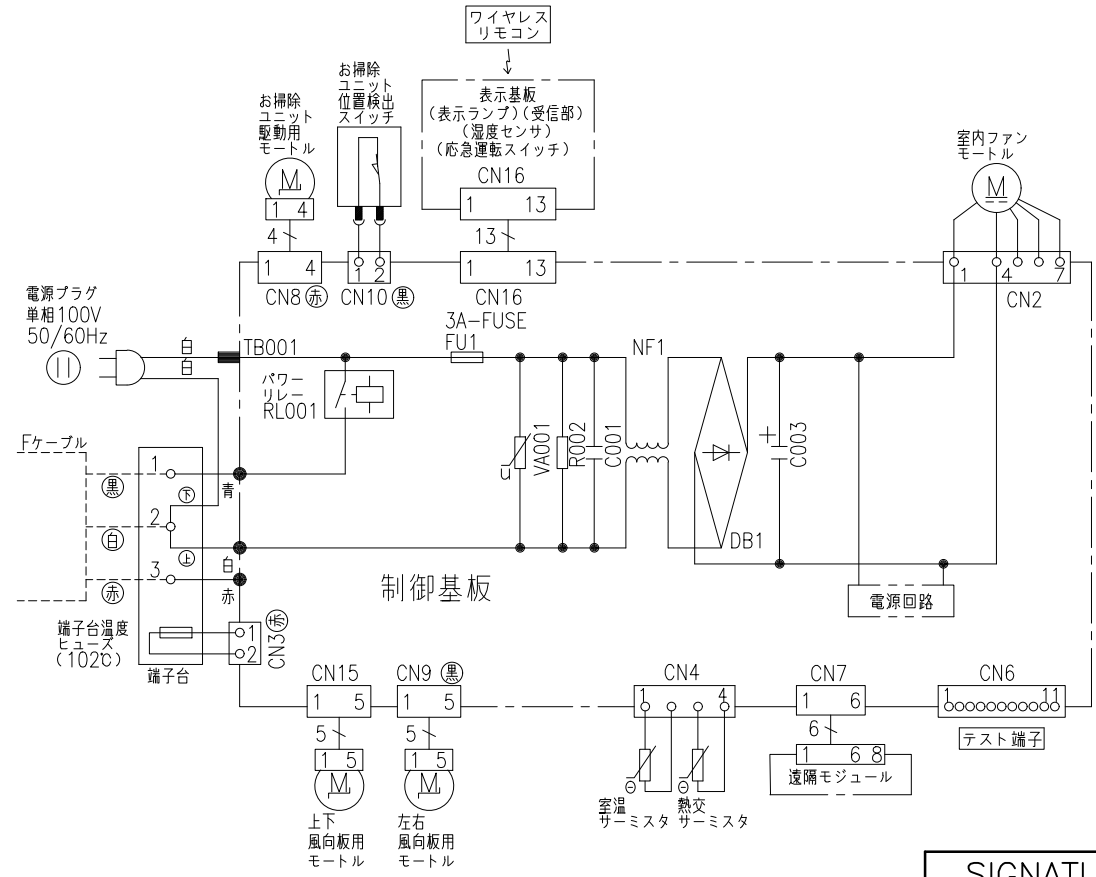 ワイヤレス
リモコン
お掃除
ユニット
位置検出
スイッチ
お掃除
ユニット
駆動用
モートル
M
1 4
4
表示基板
(表示ランプ)(受信部)
(湿度センサ)
(応急運転スイッチ)
CN16
1 13
13
室内ファン
モートル
M
1 4
CN8 赤
1 2
CN10 黒
1 13
CN16
1 4 7
CN2
電源プラグ
単相100V
50/60Hz
白
白
TB001
3A-FUSE
FU1
NF1
パワー
リレー
RL001
U
VA001
R002
C001
+
C003
DB1
Fケーブル
黒
1
下
青
白
2
上
白
赤
3
赤
制御基板
電源回路
端子台温度
ヒューズ
(102℃)
端子台
1
2
CN3 赤
CN15
1 5
5
1 5
M
上下
風向板用
モートル
CN9 黒
1 5
5
1 5
M
左右
風向板用
モートル
CN4
1 4
室温
サーミスタ
熱交
サーミスタ
CN7
1 6
6
1 6 8
遠隔モジュール
CN6
1 11
テスト端子